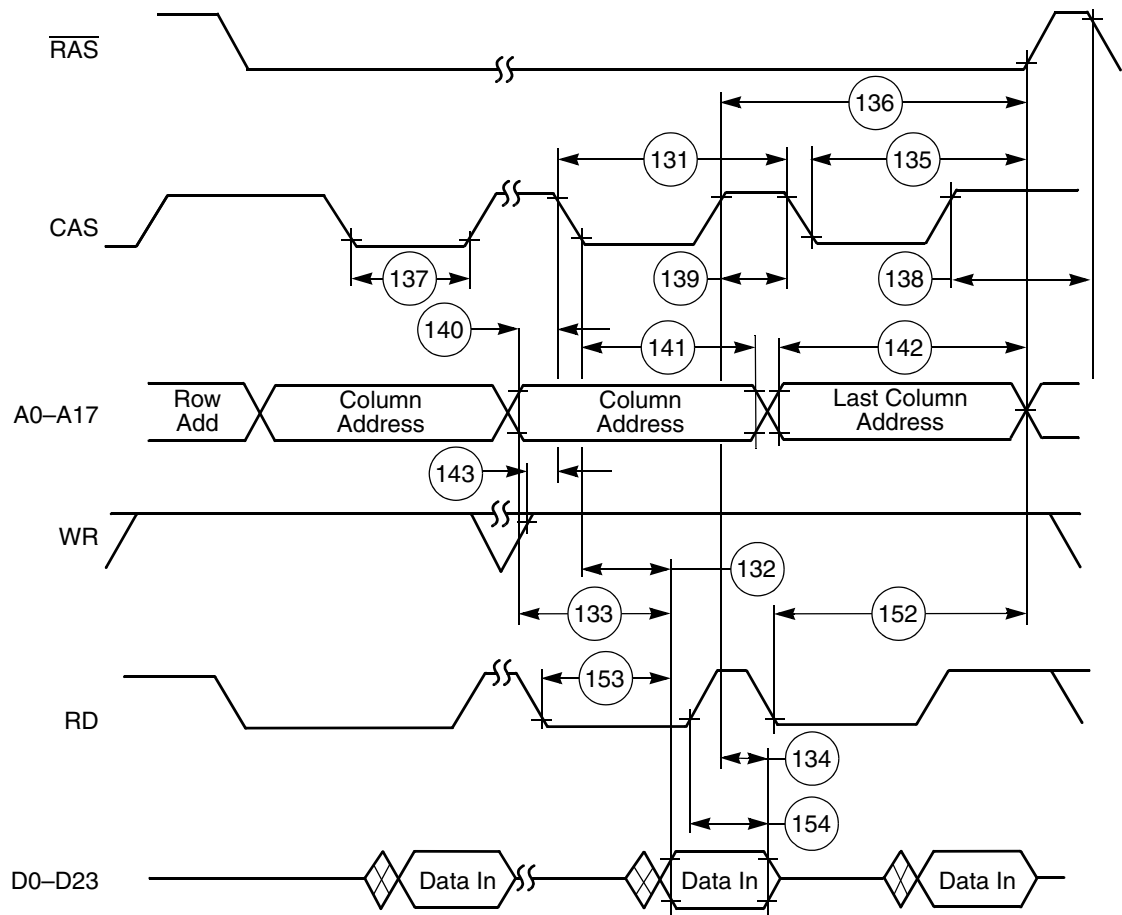 RAS
136
131
135
CAS
137
139
138
140
141
142
A0–A17
Row
Add
Column
Address
Column
Address
Last Column
Address
143
WR
132
133
152
153
RD
134
154
D0–D23
Data In
Data In
Data In